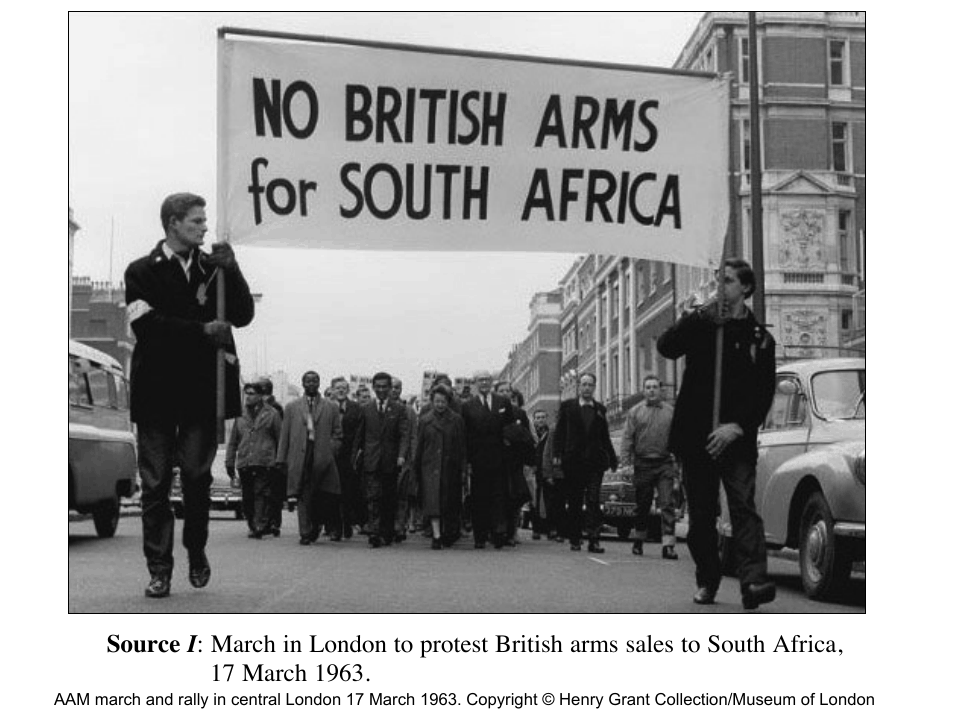 NO BRITISH ARMS
for SOUTH AFRICA
Source I: March in London to protest British arms sales to South Africa,
17 March 1963.
AAM march and rally in central London 17 March 1963. Copyright © Henry Grant Collection/Museum of London